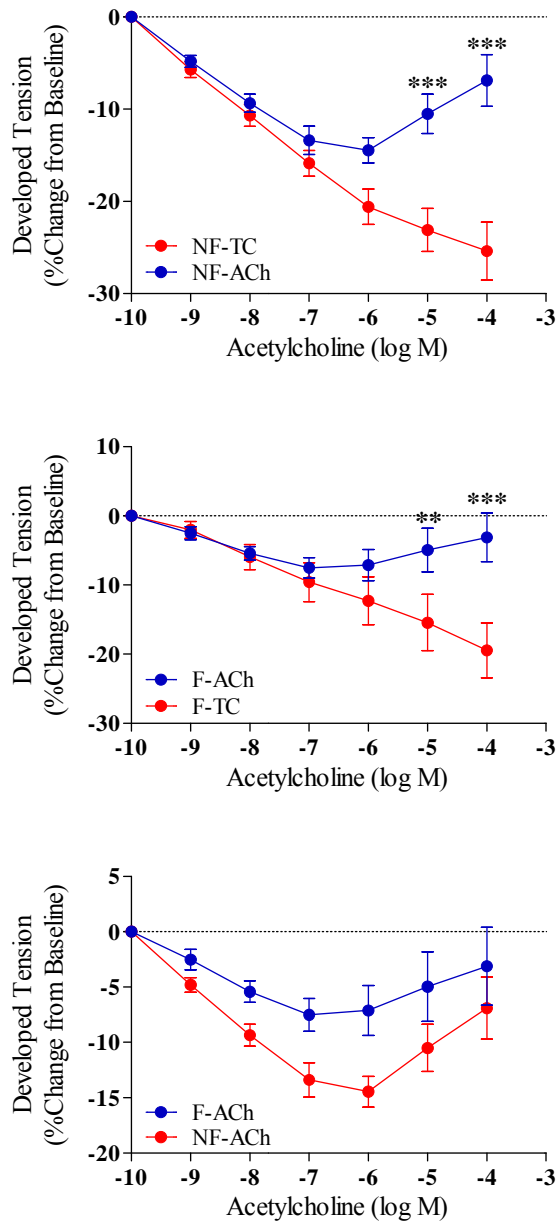 0
-10
-20
-30
Developed Tension
(%Change from Baseline)
***
***
NF-TC
NF-ACh
-10 -9 -8 -7 -6 -5 -4 -3
Acetylcholine (log M)
10
0
-10
-20
-30
Developed Tension
(%Change from Baseline)
**
***
F-ACh
F-TC
-10 -9 -8 -7 -6 -5 -4 -3
Acetylcholine (log M)
5
0
-5
-10
-15
-20
Developed Tension
(%Change from Baseline)
F-ACh
NF-ACh
-10 -9 -8 -7 -6 -5 -4 -3
Acetylcholine (log M)